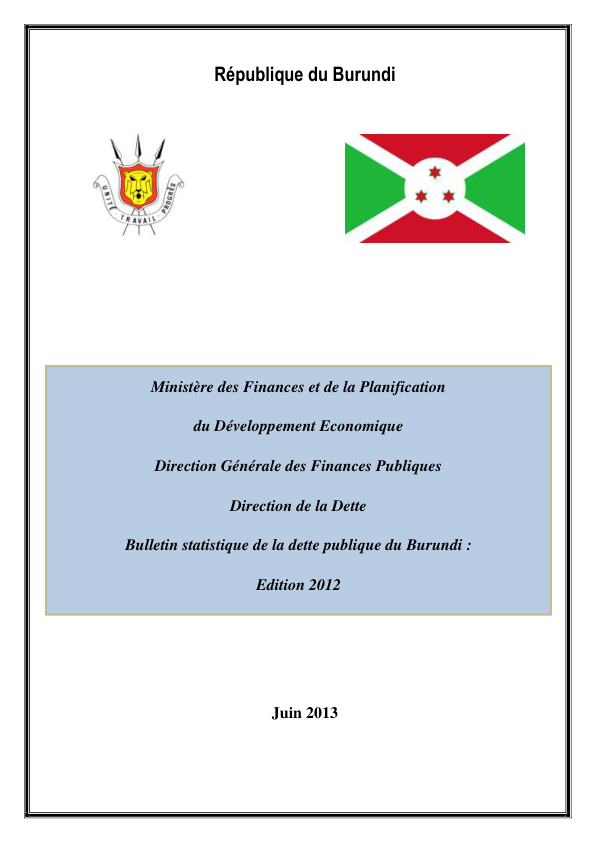 République du Burundi
UNITÉ - TRAVAIL - PROGRÈS
Ministère des Finances et de la Planification
du Développement Economique
Direction Générale des Finances Publiques
Direction de la Dette
Bulletin statistique de la dette publique du Burundi :
Edition 2012
Juin 2013